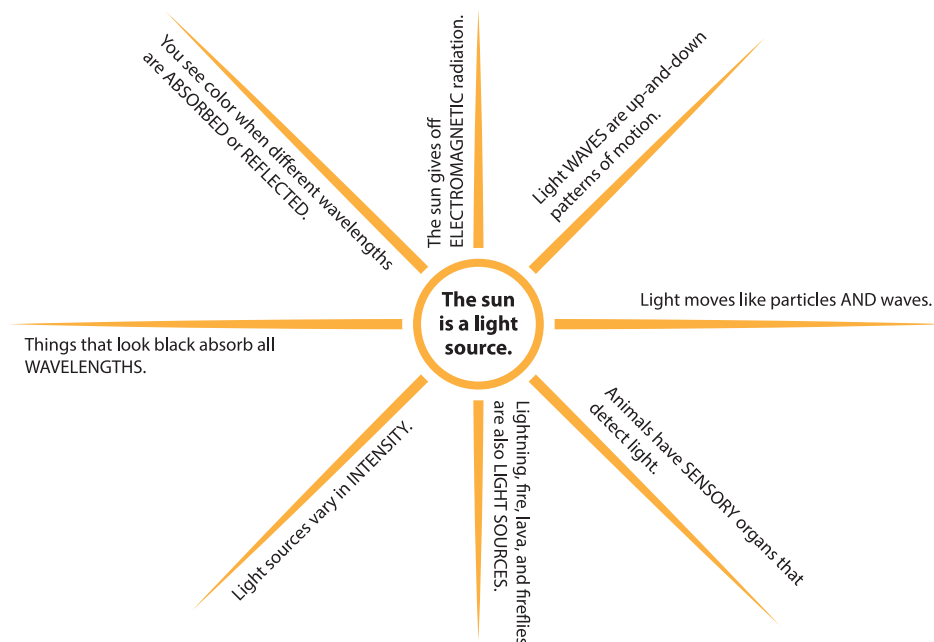 The sun
is a light
source.
The sun gives off
ELECTROMAGNETIC radiation.
Light WAVES are up-and-down
patterns of motion.
Light moves like particles AND waves.
Animals have SENSORY organs that
detect light.
Lightning, fire, lava, and fireflies
are also LIGHT SOURCES.
Light sources vary in INTENSITY.
Things that look black absorb all
WAVELENGTHS.
You see color when different wavelengths
are ABSORBED or REFLECTED.